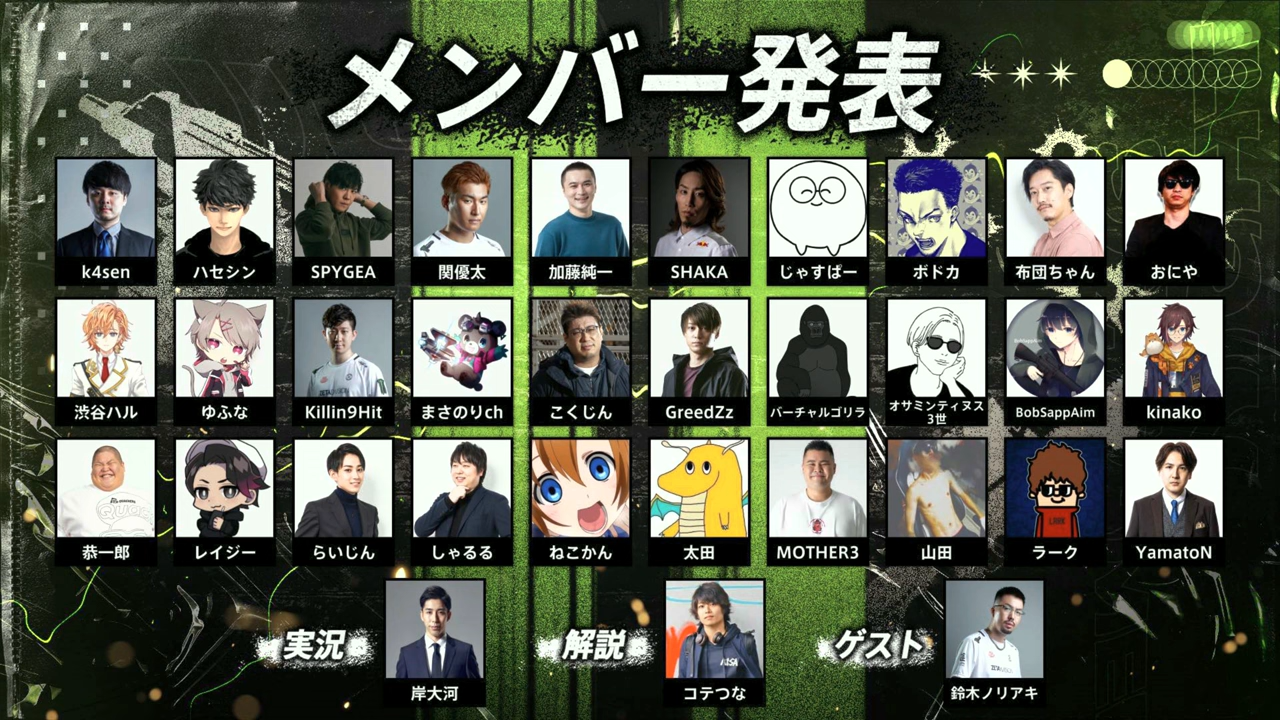 メンバー発表
k4sen
ハセシン
SPYGEA
関優太
加藤純一
SHAKA
じゃすぱー
ボドカ
布団ちゃん
おにや
渋谷ハル
ゆふな
Killin9Hit
まさのりch
こくじん
GreedZz
バーチャルゴリラ
オサミンティヌス
3世
BobSappAim
kinako
恭一郎
レイジー
らいじん
しゃるる
ねこかん
太田
MOTHER3
山田
ラーク
YamatoN
実況
岸大河
解説
コテつな
ゲスト
鈴木ノリアキ